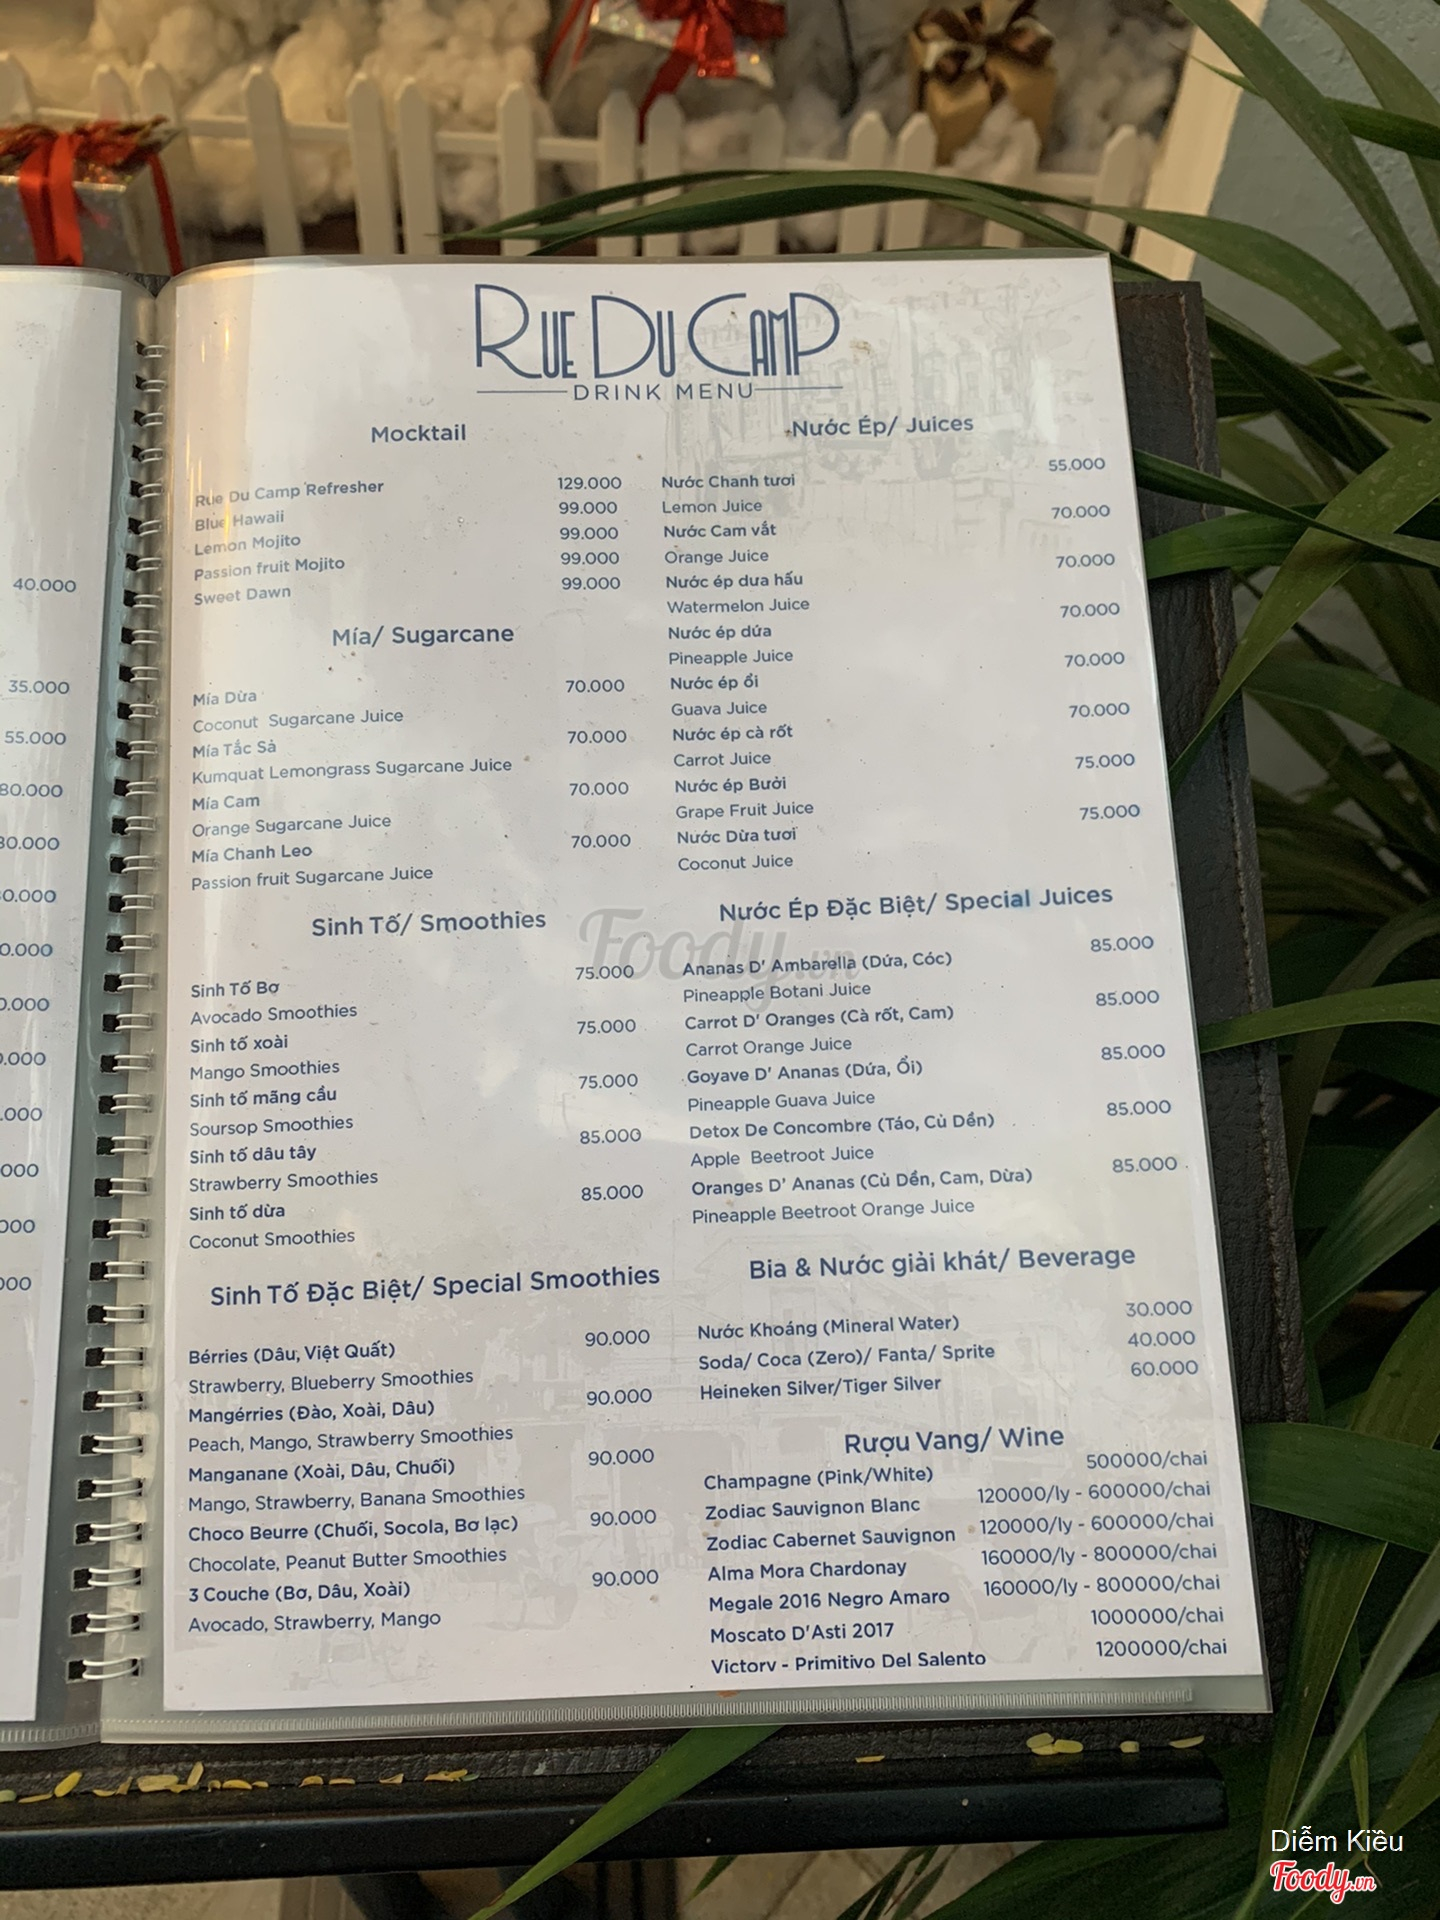 RUE DU CAMP
DRINK MENU
Mocktail
Rue Du Camp Refresher 129.000
Blue Hawaii 99.000
Lemon Mojito 99.000
Passion fruit Mojito 99.000
Sweet Dawn 99.000
Mía/ Sugarcane
Mía Dừa 70.000
Coconut Sugarcane Juice
Mía Tắc Sả 70.000
Kumquat Lemongrass Sugarcane Juice
Mía Cam 70.000
Orange Sugarcane Juice
Mía Chanh Leo 70.000
Passion fruit Sugarcane Juice
Sinh Tố/ Smoothies
Sinh Tố Bơ 75.000
Avocado Smoothies
Sinh tố xoài 75.000
Mango Smoothies
Sinh tố mãng cầu 75.000
Soursop Smoothies
Sinh tố dâu tây 85.000
Strawberry Smoothies
Sinh tố dừa 85.000
Coconut Smoothies
Sinh Tố Đặc Biệt/ Special Smoothies
Bérries (Dâu, Việt Quất) 90.000
Strawberry, Blueberry Smoothies
Mangérries (Đào, Xoài, Dâu) 90.000
Peach, Mango, Strawberry Smoothies
Manganane (Xoài, Dâu, Chuối) 90.000
Mango, Strawberry, Banana Smoothies
Choco Beurre (Chuối, Socola, Bơ lạc) 90.000
Chocolate, Peanut Butter Smoothies
3 Couche (Bơ, Dâu, Xoài) 90.000
Avocado, Strawberry, Mango
Nước Ép/ Juices
Nước Chanh tươi 55.000
Lemon Juice
Nước Cam vắt 70.000
Orange Juice
Nước ép dưa hấu 70.000
Watermelon Juice
Nước ép dứa 70.000
Pineapple Juice
Nước ép ổi 70.000
Guava Juice
Nước ép cà rốt 70.000
Carrot Juice
Nước ép Bưởi 75.000
Grape Fruit Juice
Nước Dừa tươi 75.000
Coconut Juice
Nước Ép Đặc Biệt/ Special Juices
Ananas D' Ambarella (Dứa, Cóc) 85.000
Pineapple Botani Juice
Carrot D' Oranges (Cà rốt, Cam) 85.000
Carrot Orange Juice
Goyave D' Ananas (Dứa, Ổi) 85.000
Pineapple Guava Juice
Detox De Concombre (Táo, Củ Dền) 85.000
Apple Beetroot Juice
Oranges D' Ananas (Củ Dền, Cam, Dừa) 85.000
Pineapple Beetroot Orange Juice
Bia & Nước giải khát/ Beverage
Nước Khoáng (Mineral Water) 30.000
Soda/ Coca (Zero)/ Fanta/ Sprite 40.000
Heineken Silver/Tiger Silver 60.000
Rượu Vang/ Wine
Champagne (Pink/White) 500000/chai
Zodiac Sauvignon Blanc 120000/ly - 600000/chai
Zodiac Cabernet Sauvignon 120000/ly - 600000/chai
Alma Mora Chardonay 160000/ly - 800000/chai
Megale 2016 Negro Amaro 160000/ly - 800000/chai
Moscato D'Asti 2017 1000000/chai
Victory - Primitivo Del Salento 1200000/chai
40.000
35.000
55.000
Foody.vn
Diễm Kiều
Foody.vn